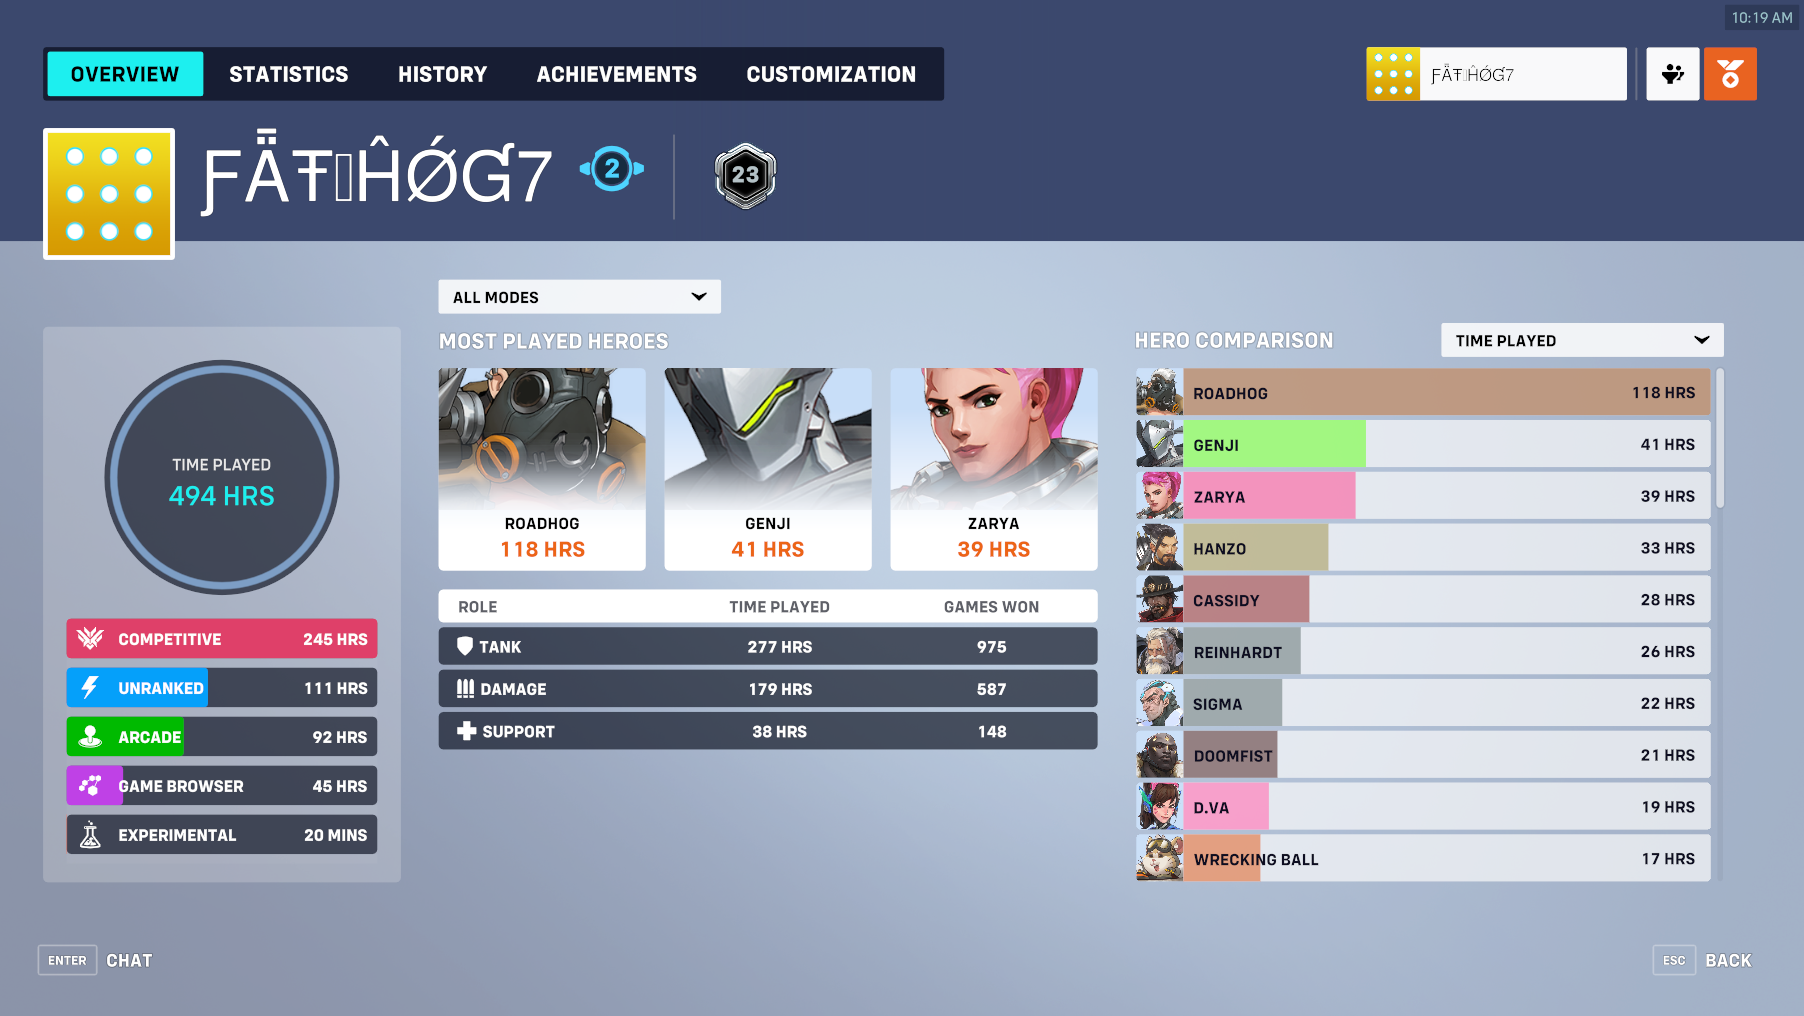 10:19 AM
OVERVIEW STATISTICS HISTORY ACHIEVEMENTS CUSTOMIZATION
ƑǞŦ▯ĤǾƓ7
ƑǞŦ▯ĤǾƓ7 2 23
ALL MODES
TIME PLAYED
494 HRS
COMPETITIVE 245 HRS
UNRANKED 111 HRS
ARCADE 92 HRS
GAME BROWSER 45 HRS
EXPERIMENTAL 20 MINS
MOST PLAYED HEROES
ROADHOG
118 HRS
GENJI
41 HRS
ZARYA
39 HRS
ROLE TIME PLAYED GAMES WON
TANK 277 HRS 975
DAMAGE 179 HRS 587
SUPPORT 38 HRS 148
HERO COMPARISON TIME PLAYED
ROADHOG 118 HRS
GENJI 41 HRS
ZARYA 39 HRS
HANZO 33 HRS
CASSIDY 28 HRS
REINHARDT 26 HRS
SIGMA 22 HRS
DOOMFIST 21 HRS
D.VA 19 HRS
WRECKING BALL 17 HRS
ENTER CHAT
ESC BACK